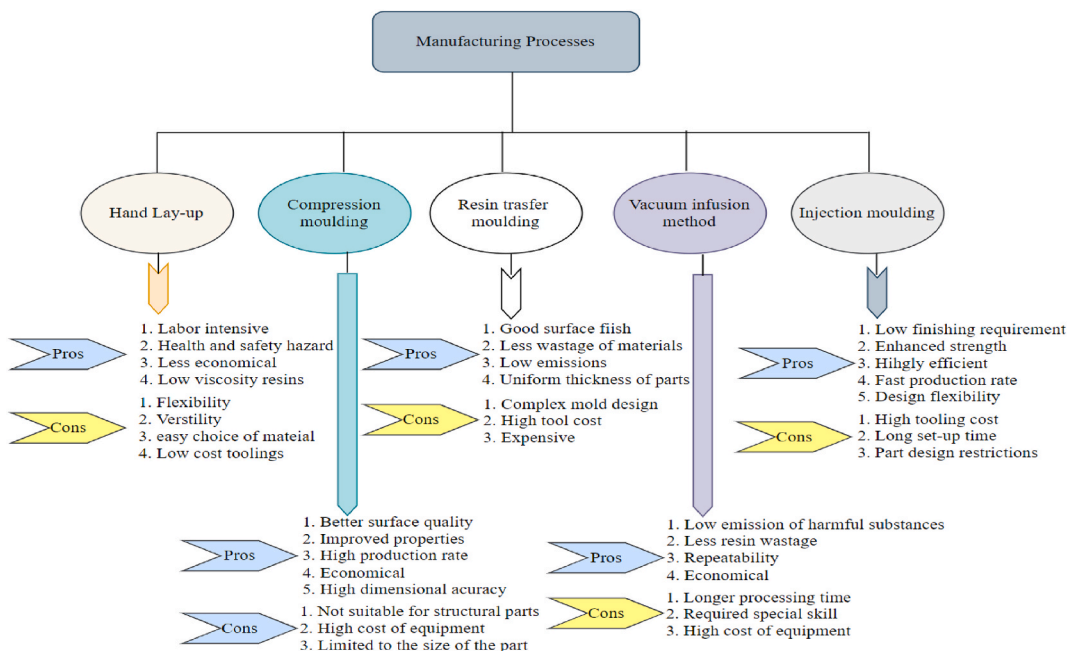 Manufacturing Processes
Hand Lay-up
Compression
moulding
Resin trasfer
moulding
Vacuum infusion
method
Injection moulding
Pros
1. Labor intensive
2. Health and safety hazard
3. Less economical
4. Low viscosity resins
Cons
1. Flexibility
2. Verstility
3. easy choice of mateial
4. Low cost toolings
Pros
1. Good surface fiish
2. Less wastage of materials
3. Low emissions
4. Uniform thickness of parts
Cons
1. Complex mold design
2. High tool cost
3. Expensive
Pros
1. Low finishing requirement
2. Enhanced strength
3. Hihgly efficient
4. Fast production rate
5. Design flexibility
Cons
1. High tooling cost
2. Long set-up time
3. Part design restrictions
Pros
1. Better surface quality
2. Improved properties
3. High production rate
4. Economical
5. High dimensional acuracy
Cons
1. Not suitable for structural parts
2. High cost of equipment
3. Limited to the size of the part
Pros
1. Low emission of harmful substances
2. Less resin wastage
3. Repeatability
4. Economical
Cons
1. Longer processing time
2. Required special skill
3. High cost of equipment